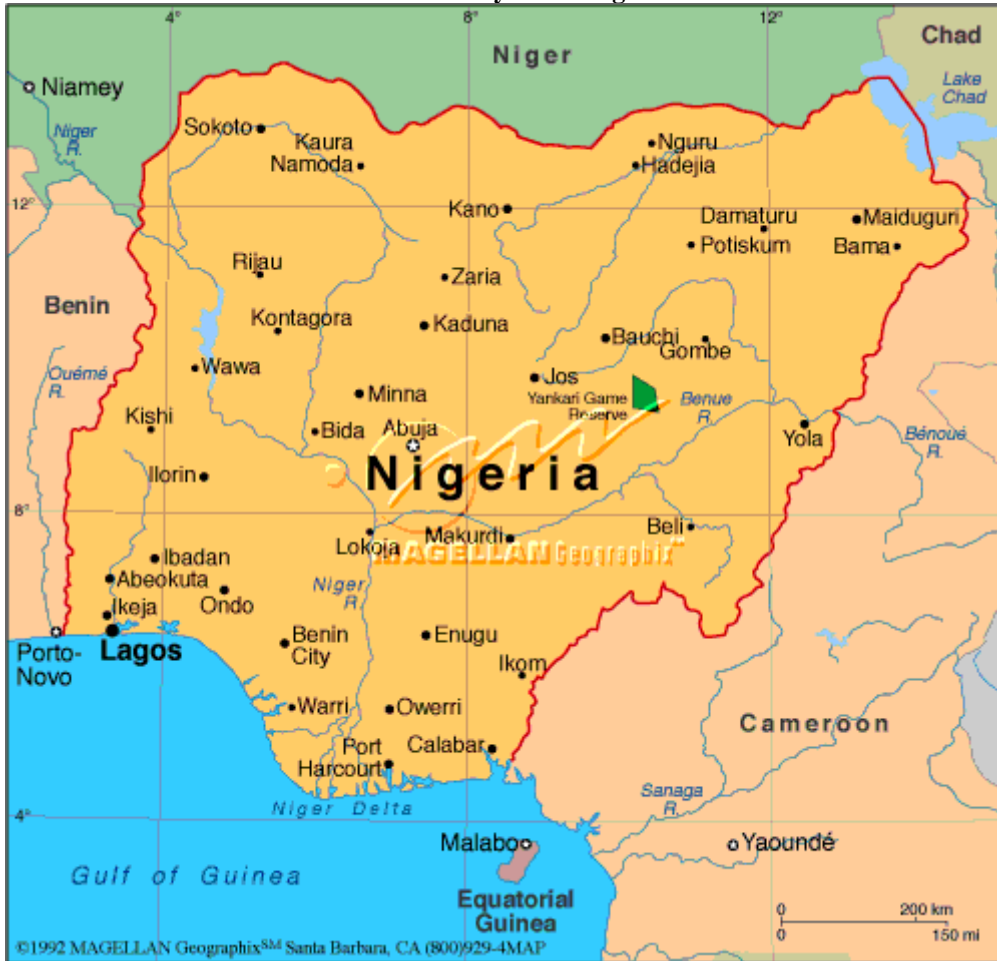 4°
8°
12°
Niger
Chad
Lake
Chad
Niamey
Niger
R.
Sokoto
Kaura
Namoda
Nguru
Hadejia
12°
Kano
Damaturu
Maiduguri
Potiskum
Bama
Rijau
Zaria
Benin
Kontagora
Kaduna
Bauchi
Gombe
Ouémé
R.
Wawa
Jos
Minna
Yankari Game
Reserve
Benue
R.
Kishi
Bida
Abuja
Yola
Bénoué
R.
Nigeria
Ilorin
8°
Lokoja
Makurdi
Beli
MAGELLAN Geographix
Ibadan
Abeokuta
Niger
R
Ikeja
Ondo
Benin
City
Enugu
Porto-
Novo
Lagos
Ikom
Warri
Owerri
Cameroon
Calabar
Port
Harcourt
Niger Delta
Sanaga
R.
4°
Malabo
Yaoundé
Gulf of Guinea
Equatorial
Guinea
0 200 km
0 150 mi
©1992 MAGELLAN Geographix℠ Santa Barbara, CA (800)929-4MAP